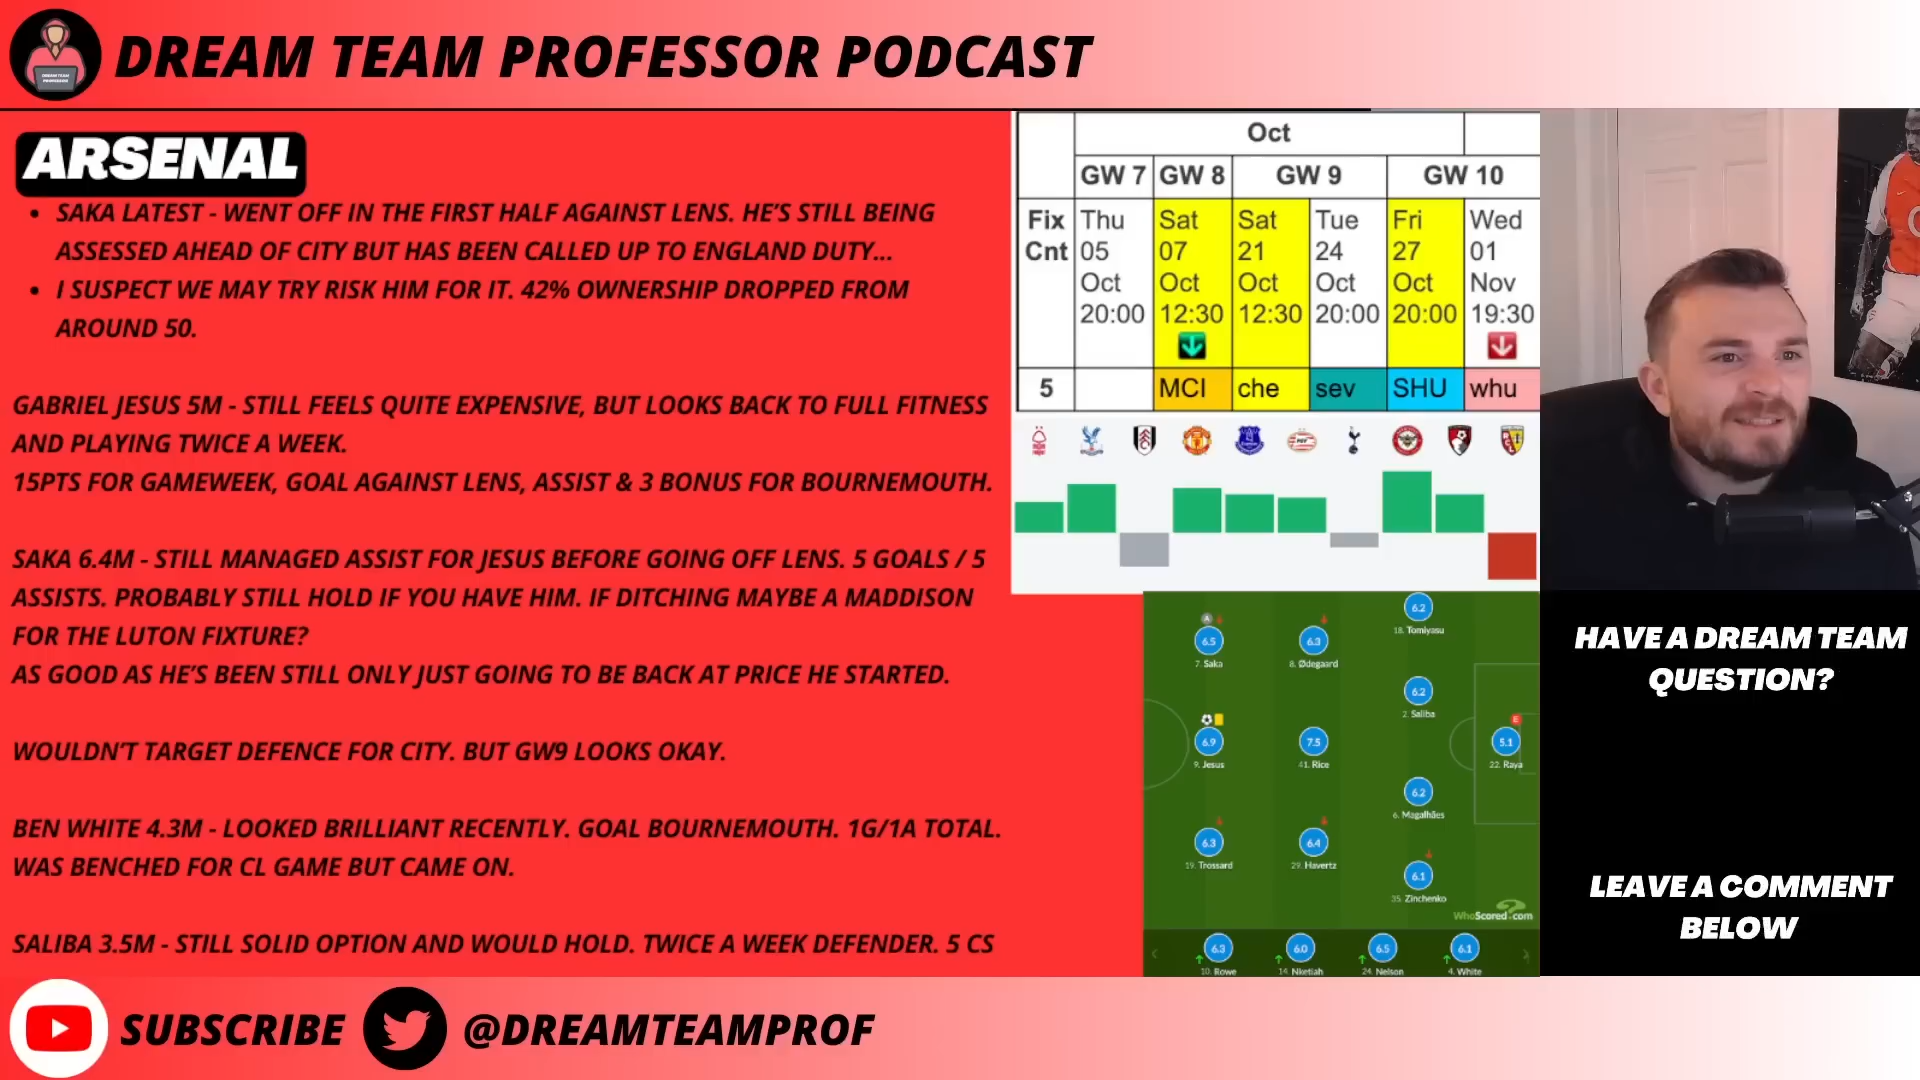 DREAM TEAM PROFESSOR PODCAST
ARSENAL
• SAKA LATEST - WENT OFF IN THE FIRST HALF AGAINST LENS. HE'S STILL BEING
ASSESSED AHEAD OF CITY BUT HAS BEEN CALLED UP TO ENGLAND DUTY...
• I SUSPECT WE MAY TRY RISK HIM FOR IT. 42% OWNERSHIP DROPPED FROM
AROUND 50.
GABRIEL JESUS 5M - STILL FEELS QUITE EXPENSIVE, BUT LOOKS BACK TO FULL FITNESS
AND PLAYING TWICE A WEEK.
15PTS FOR GAMEWEEK, GOAL AGAINST LENS, ASSIST & 3 BONUS FOR BOURNEMOUTH.
SAKA 6.4M - STILL MANAGED ASSIST FOR JESUS BEFORE GOING OFF LENS. 5 GOALS / 5
ASSISTS. PROBABLY STILL HOLD IF YOU HAVE HIM. IF DITCHING MAYBE A MADDISON
FOR THE LUTON FIXTURE?
AS GOOD AS HE'S BEEN STILL ONLY JUST GOING TO BE BACK AT PRICE HE STARTED.
WOULDN'T TARGET DEFENCE FOR CITY. BUT GW9 LOOKS OKAY.
BEN WHITE 4.3M - LOOKED BRILLIANT RECENTLY. GOAL BOURNEMOUTH. 1G/1A TOTAL.
WAS BENCHED FOR CL GAME BUT CAME ON.
SALIBA 3.5M - STILL SOLID OPTION AND WOULD HOLD. TWICE A WEEK DEFENDER. 5 CS
Oct
GW 7 GW 8 GW 9 GW 10
Fix Thu Sat Sat Tue Fri Wed
Cnt 05 07 21 24 27 01
Oct Oct Oct Oct Oct Nov
20:00 12:30 12:30 20:00 20:00 19:30
5 MCI che sev SHU whu
6.2
18. Tomiyasu
6.5 6.3
7. Saka 8. Ødegaard
6.2
2. Saliba
6.9 7.5 5.1
9. Jesus 41. Rice 22. Raya
6.2
6. Magalhães
6.3 6.4
19. Trossard 29. Havertz
6.1
35. Zinchenko
WhoScored.com
6.3 6.0 6.5 6.1
10. Rowe 14. Nketiah 24. Nelson 4. White
HAVE A DREAM TEAM
QUESTION?
LEAVE A COMMENT
BELOW
SUBSCRIBE @DREAMTEAMPROF